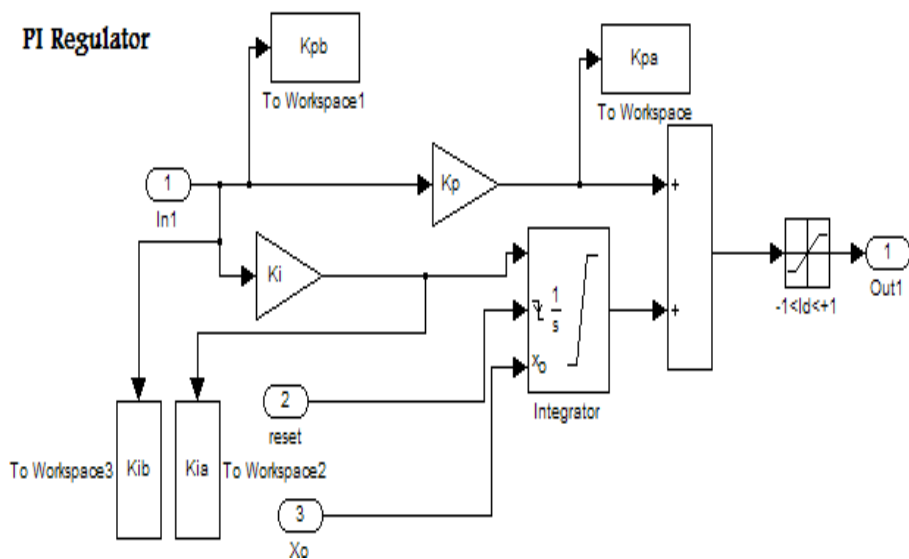 PI Regulator
Kpb
To Workspace1
Kpa
To Workspace
1
In1
Kp
+
Ki
1
s
xo
Integrator
+
-1<Id<+1
1
Out1
2
reset
To Workspace3
Kib
Kia
To Workspace2
3
Xo